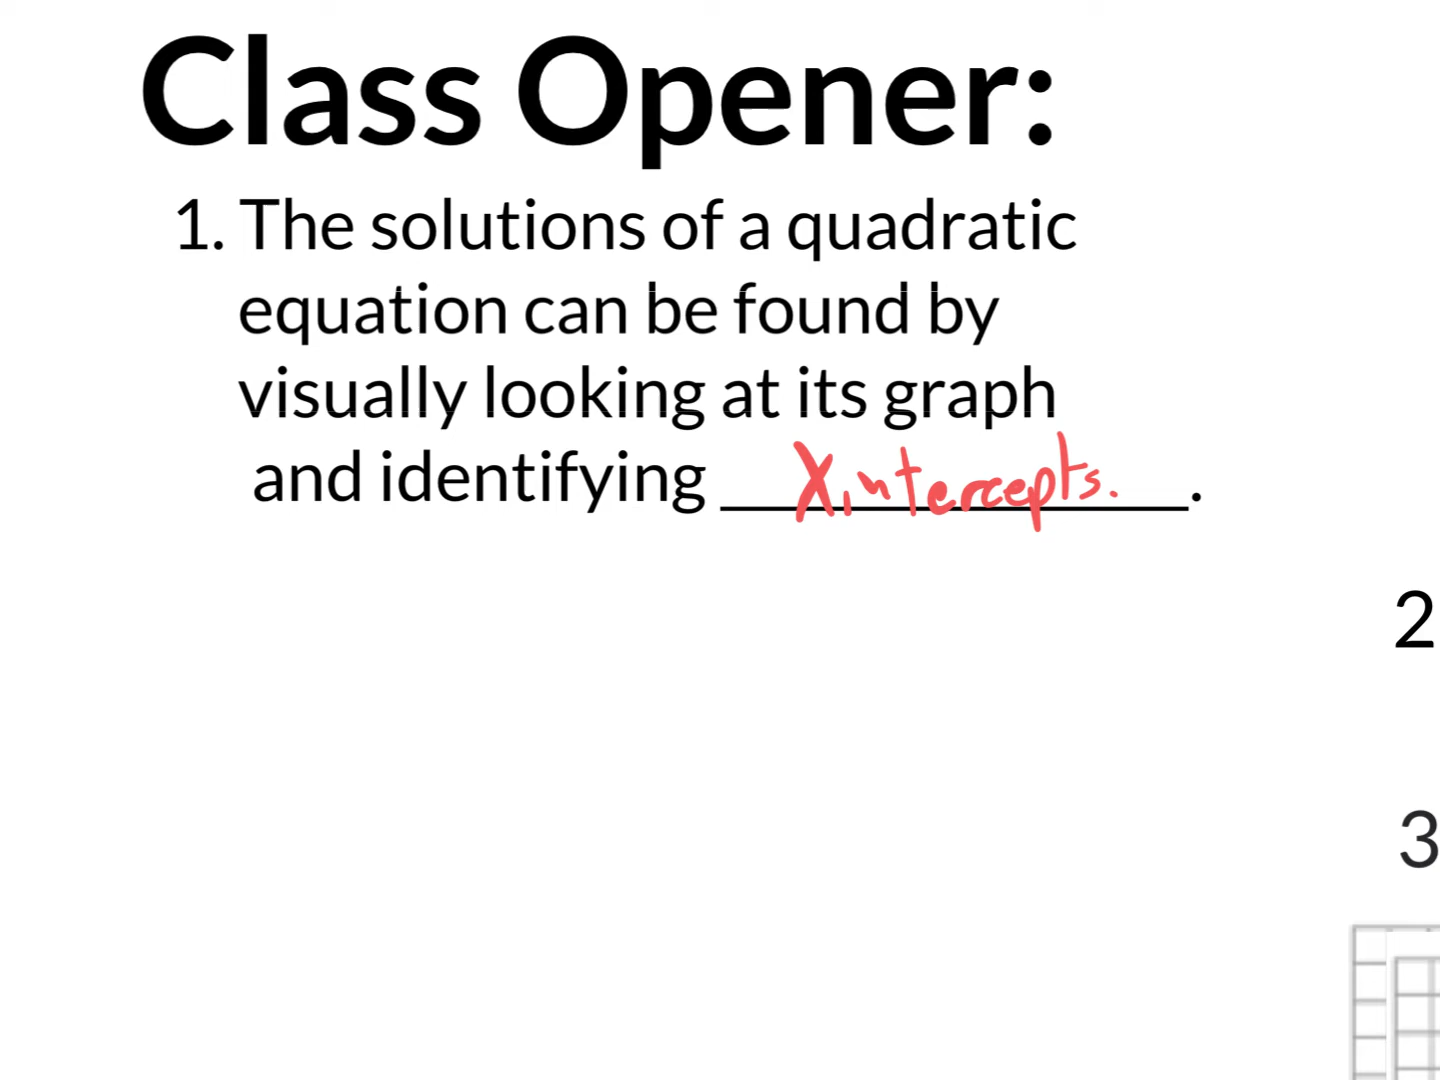 Class Opener:
1. The solutions of a quadratic
equation can be found by
visually looking at its graph
and identifying X intercepts. .
2
3